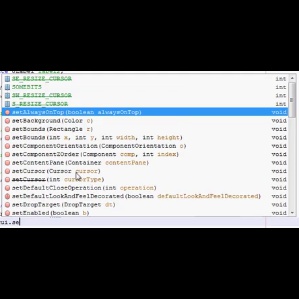 SE_RESIZE_CURSOR int
SOMEBITS int
S_RESIZE_CURSOR int
setAlwaysOnTop(boolean alwaysOnTop) void
setBackground(Color c) void
setBounds(Rectangle r) void
setBounds(int x, int y, int width, int height) void
setComponentOrientation(ComponentOrientation o) void
setComponentZOrder(Component comp, int index) void
setContentPane(Container contentPane) void
setCursor(Cursor cursor) void
setCursor(int cursorType) void
setDefaultCloseOperation(int operation) void
setDefaultLookAndFeelDecorated(boolean defaultLookAndFeelDecorated) void
setDropTarget(DropTarget dt) void
setEnabled(boolean b) void
ui.se